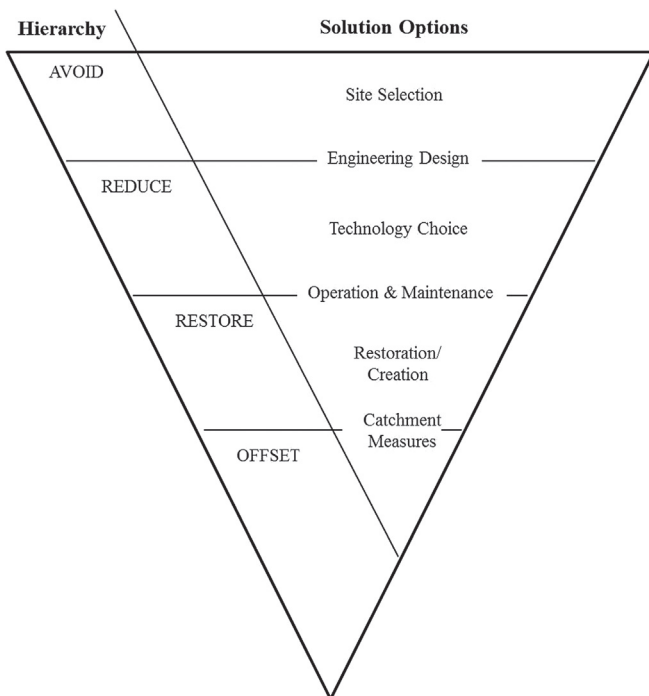 Hierarchy
Solution Options
AVOID
Site Selection
Engineering Design
REDUCE
Technology Choice
Operation & Maintenance
RESTORE
Restoration/
Creation
Catchment
Measures
OFFSET